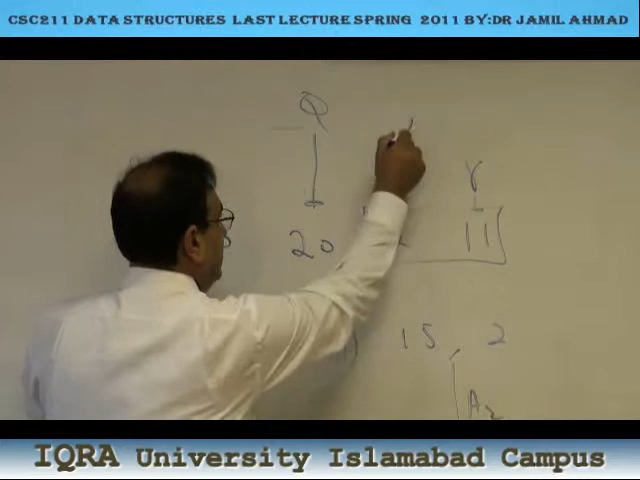 CSC211 DATA STRUCTURES LAST LECTURE SPRING 2011 BY:DR JAMIL AHMAD
Q
r
20 11
15, 2
A2
IQRA University Islamabad Campus